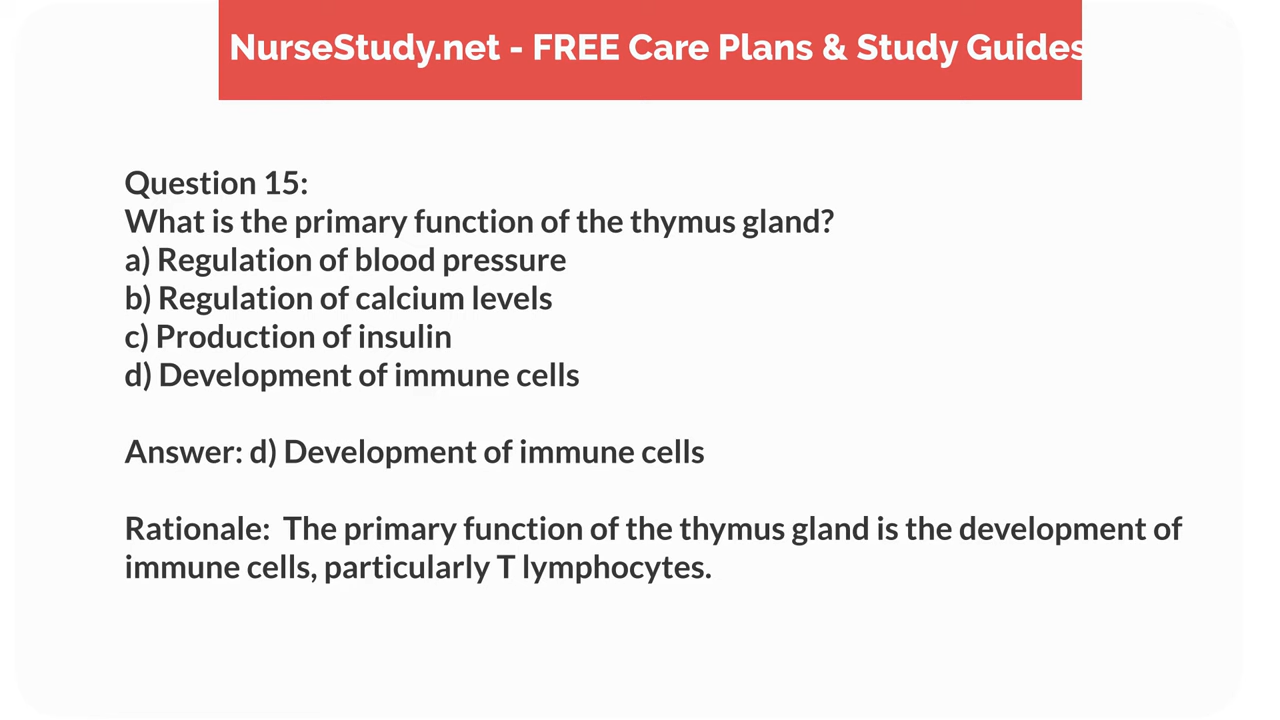 NurseStudy.net - FREE Care Plans & Study Guides
Question 15:
What is the primary function of the thymus gland?
a) Regulation of blood pressure
b) Regulation of calcium levels
c) Production of insulin
d) Development of immune cells
Answer: d) Development of immune cells
Rationale:  The primary function of the thymus gland is the development of
immune cells, particularly T lymphocytes.